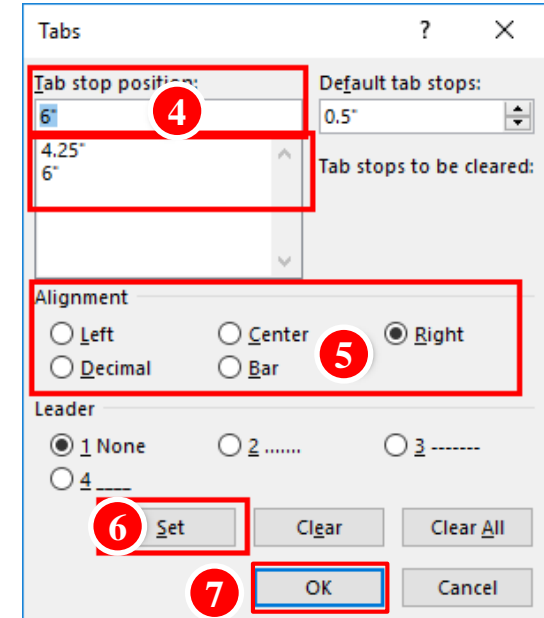 Tabs ? ✕
Tab stop position: Default tab stops:
6" 4 0.5"
4.25"
6" Tab stops to be cleared:
Alignment
Left Center 5 Right
Decimal Bar
Leader
1 None 2 ....... 3 -------
4 ____
6 Set Clear Clear All
7 OK Cancel